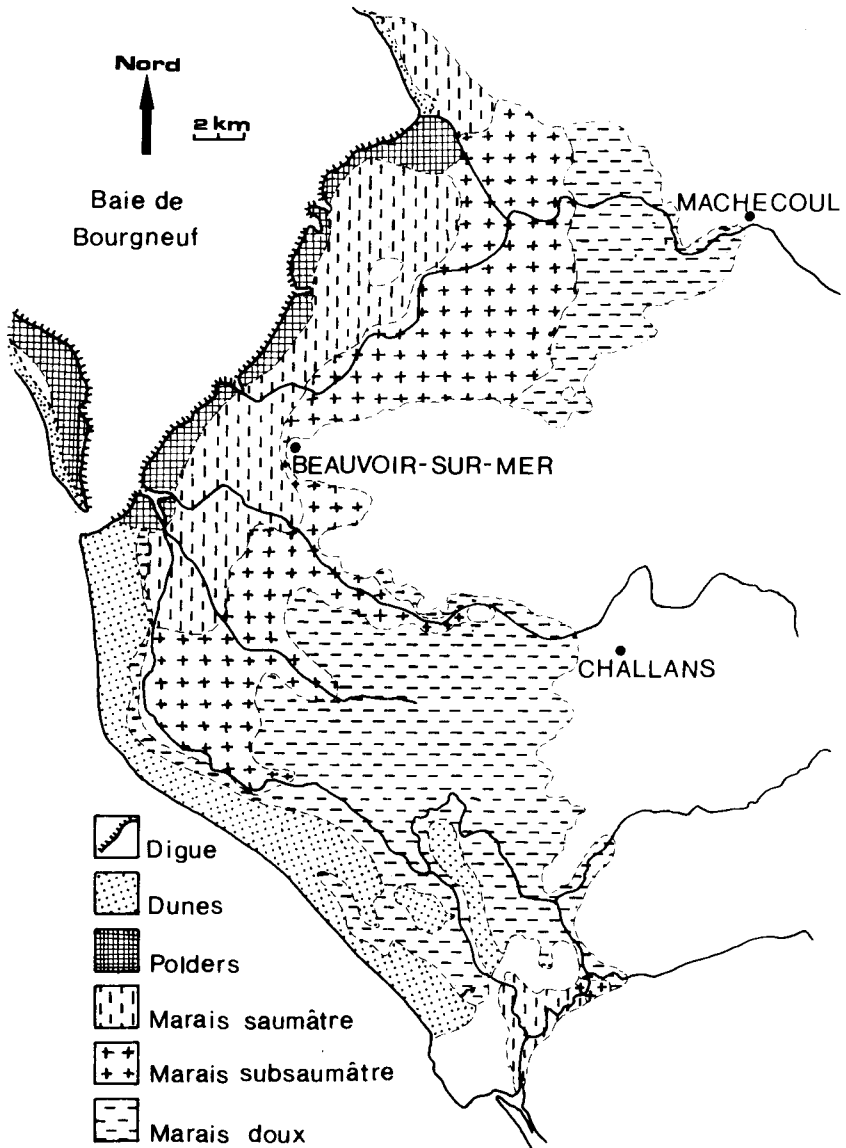 Nord
2 km
Baie de
Bourgneuf
MACHECOUL
BEAUVOIR-SUR-MER
CHALLANS
Digue
Dunes
Polders
Marais saumâtre
Marais subsaumâtre
Marais doux